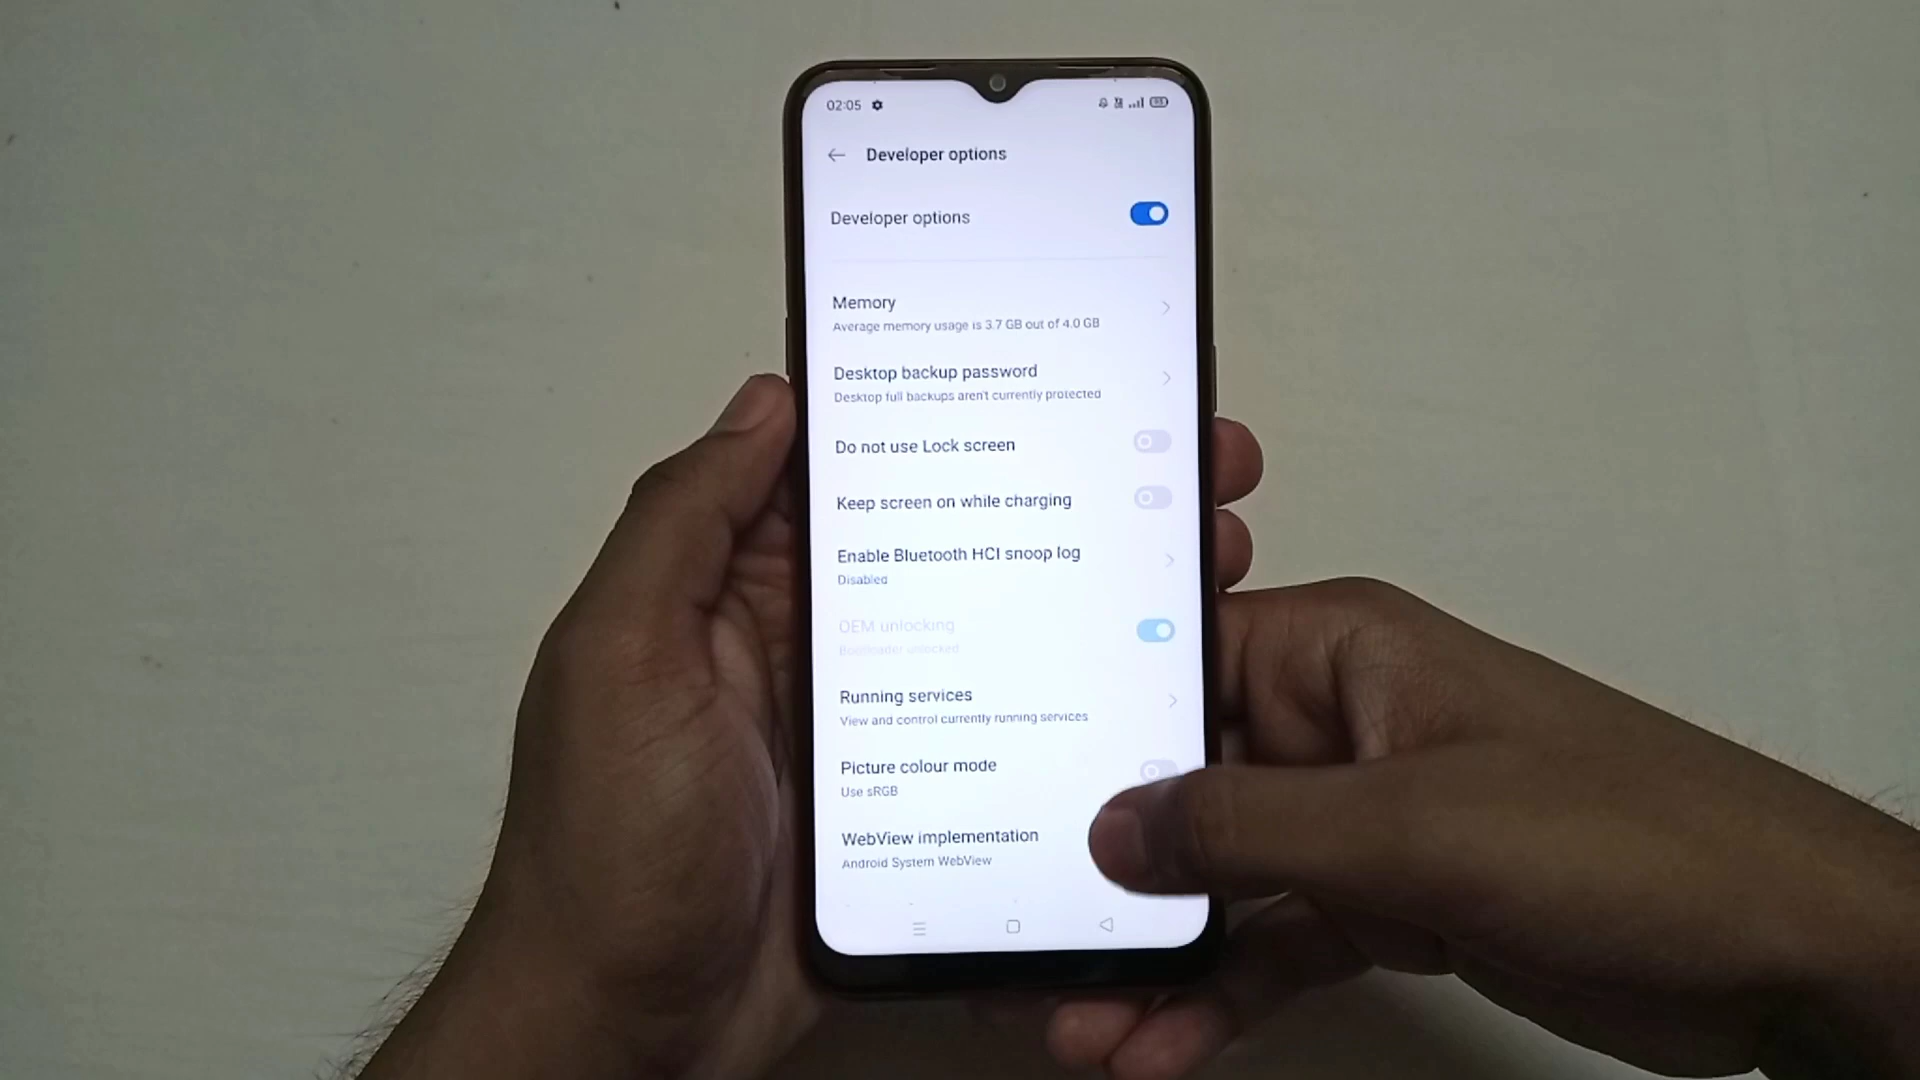 02:05
Developer options
Developer options
Memory
Average memory usage is 3.7 GB out of 4.0 GB
Desktop backup password
Desktop full backups aren't currently protected
Do not use Lock screen
Keep screen on while charging
Enable Bluetooth HCI snoop log
Disabled
OEM unlocking
Bootloader unlocked
Running services
View and control currently running services
Picture colour mode
Use sRGB
WebView implementation
Android System WebView